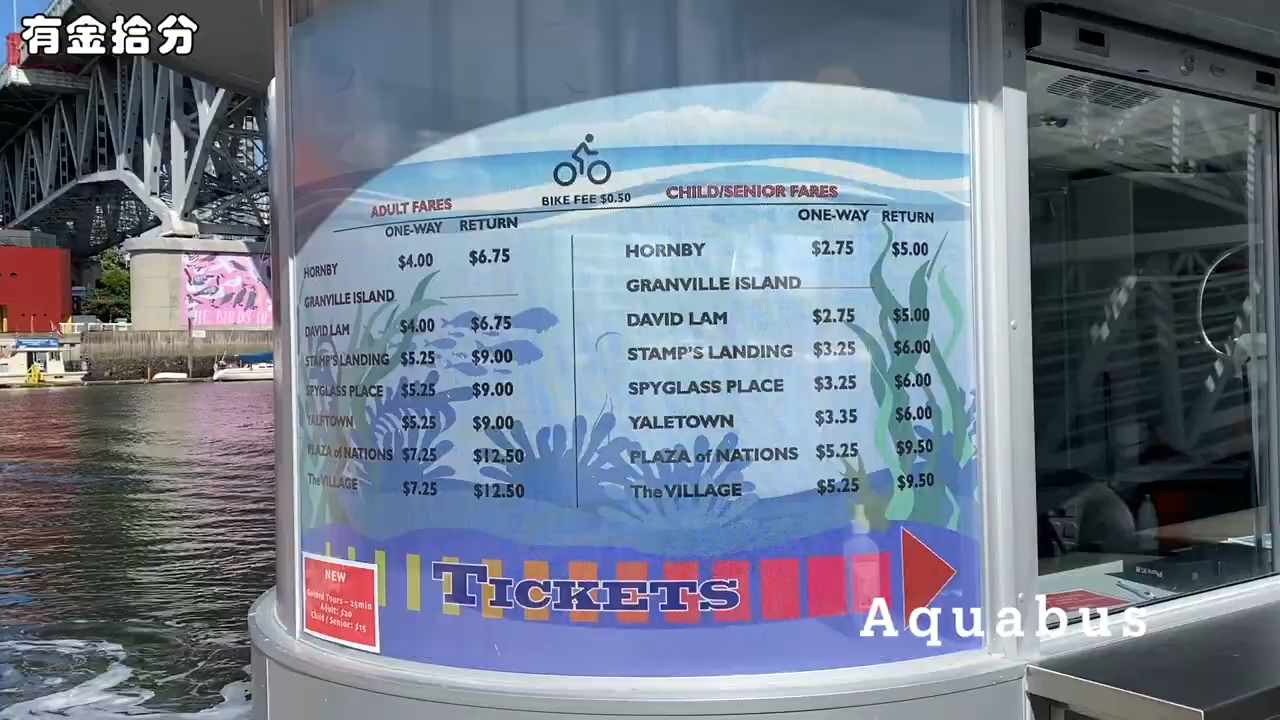 有金拾分
BIKE FEE $0.50
ADULT FARES
ONE-WAY RETURN
HORNBY $4.00 $6.75
GRANVILLE ISLAND
DAVID LAM $4.00 $6.75
STAMP'S LANDING $5.25 $9.00
SPYGLASS PLACE $5.25 $9.00
YALETOWN $5.25 $9.00
PLAZA of NATIONS $7.25 $12.50
The VILLAGE $7.25 $12.50
CHILD/SENIOR FARES
ONE-WAY RETURN
HORNBY $2.75 $5.00
GRANVILLE ISLAND
DAVID LAM $2.75 $5.00
STAMP'S LANDING $3.25 $6.00
SPYGLASS PLACE $3.25 $6.00
YALETOWN $3.35 $6.00
PLAZA of NATIONS $5.25 $9.50
The VILLAGE $5.25 $9.50
NEW
Guided Tours - 25min
Adult: $20
Child / Senior: $15
TICKETS
Aquabus